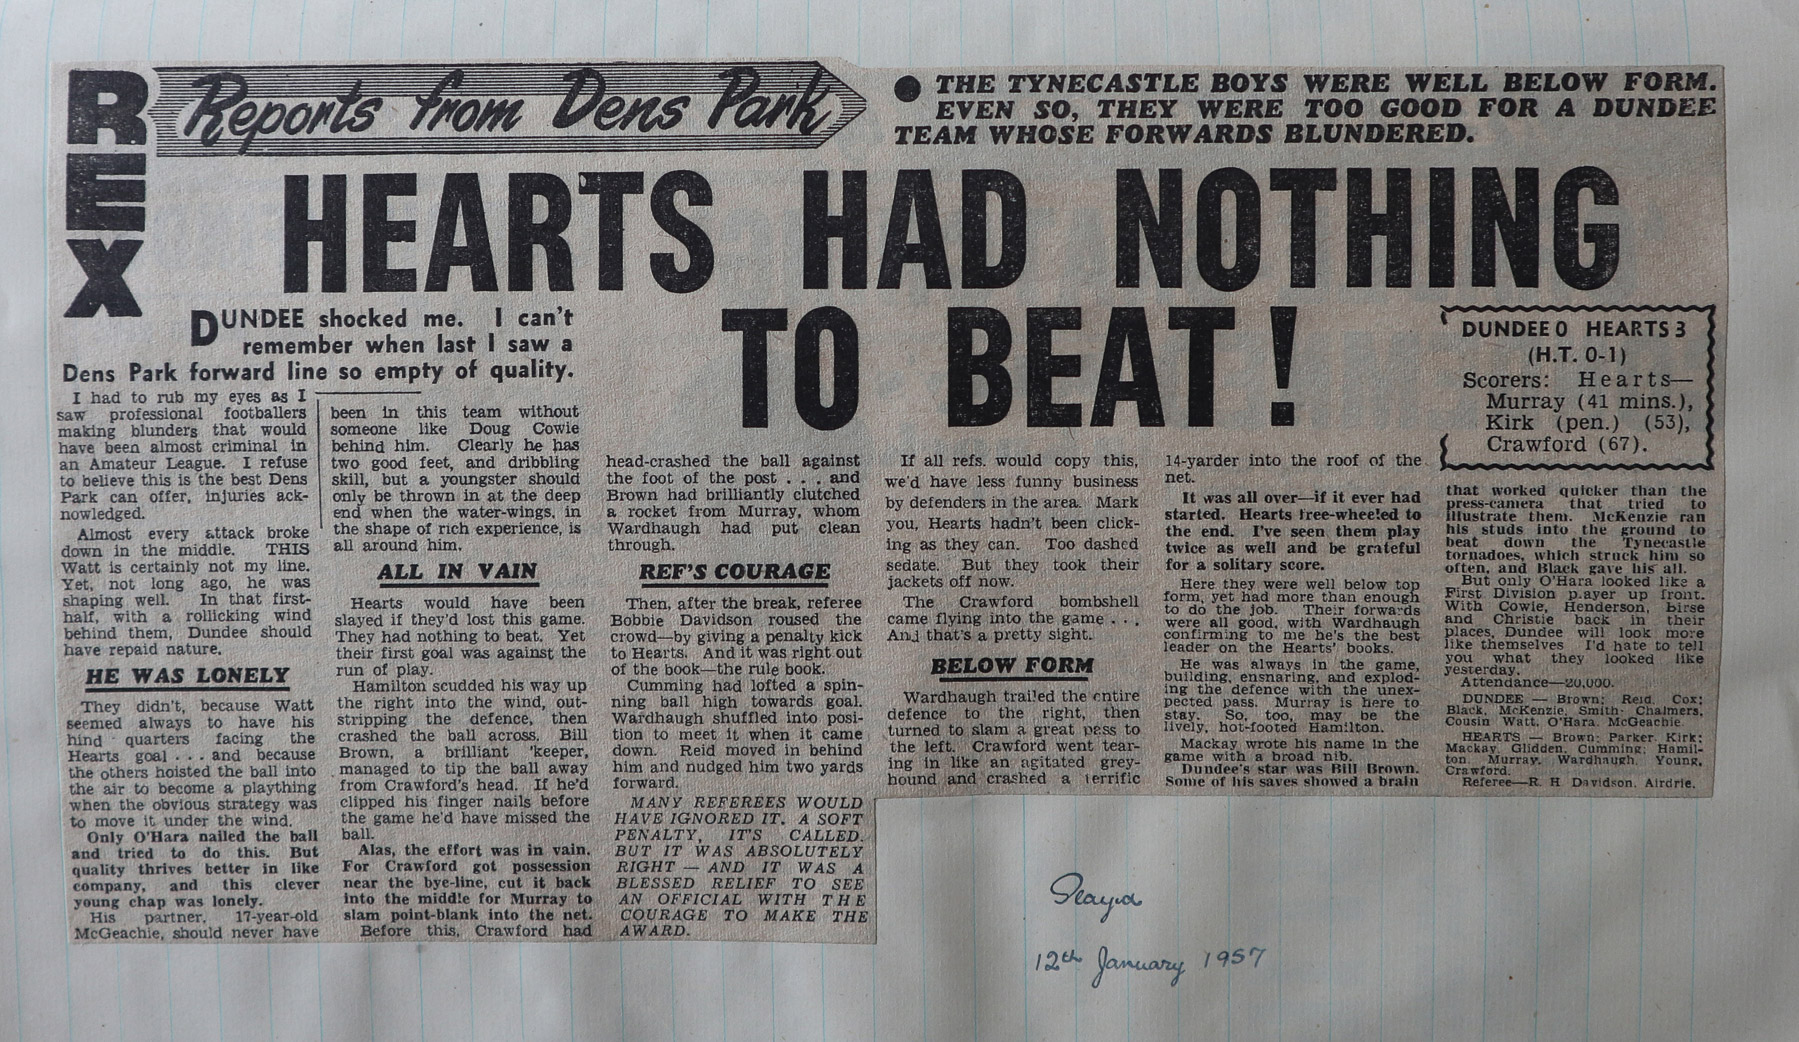 REX
Reports from Dens Park
● THE TYNECASTLE BOYS WERE WELL BELOW FORM.
EVEN SO, THEY WERE TOO GOOD FOR A DUNDEE
TEAM WHOSE FORWARDS BLUNDERED.
HEARTS HAD NOTHING
TO BEAT!
DUNDEE shocked me. I can't
remember when last I saw a
Dens Park forward line so empty of quality.
I had to rub my eyes as I
saw professional footballers
making blunders that would
have been almost criminal in
an Amateur League. I refuse
to believe this is the best Dens
Park can offer, injuries ack-
nowledged.
Almost every attack broke
down in the middle. THIS
Watt is certainly not my line.
Yet, not long ago, he was
shaping well. In that first-
half, with a rollicking wind
behind them, Dundee should
have repaid nature.
HE WAS LONELY
They didn't, because Watt
seemed always to have his
hind quarters facing the
Hearts goal . . . and because
the others hoisted the ball into
the air to become a plaything
when the obvious strategy was
to move it under the wind.
Only O'Hara nailed the ball
and tried to do this. But
quality thrives better in like
company, and this clever
young chap was lonely.
His partner, 17-year-old
McGeachie, should never have
been in this team without
someone like Doug Cowie
behind him. Clearly he has
two good feet, and dribbling
skill, but a youngster should
only be thrown in at the deep
end when the water-wings, in
the shape of rich experience, is
all around him.
ALL IN VAIN
Hearts would have been
slayed if they'd lost this game.
They had nothing to beat. Yet
their first goal was against the
run of play.
Hamilton scudded his way up
the right into the wind, out-
stripping the defence, then
crashed the ball across. Bill
Brown, a brilliant 'keeper,
managed to tip the ball away
from Crawford's head. If he'd
clipped his finger nails before
the game he'd have missed the
ball.
Alas, the effort was in vain.
For Crawford got possession
near the bye-line, cut it back
into the middle for Murray to
slam point-blank into the net.
Before this, Crawford had
head-crashed the ball against
the foot of the post . . . and
Brown had brilliantly clutched
a rocket from Murray, whom
Wardhaugh had put clean
through.
REF'S COURAGE
Then, after the break, referee
Bobbie Davidson roused the
crowd—by giving a penalty kick
to Hearts. And it was right out
of the book—the rule book.
Cumming had lofted a spin-
ning ball high towards goal.
Wardhaugh shuffled into posi-
tion to meet it when it came
down. Reid moved in behind
him and nudged him two yards
forward.
MANY REFEREES WOULD
HAVE IGNORED IT. A SOFT
PENALTY, IT'S CALLED.
BUT IT WAS ABSOLUTELY
RIGHT — AND IT WAS A
BLESSED RELIEF TO SEE
AN OFFICIAL WITH THE
COURAGE TO MAKE THE
AWARD.
If all refs. would copy this,
we'd have less funny business
by defenders in the area. Mark
you, Hearts hadn't been click-
ing as they can. Too dashed
sedate. But they took their
jackets off now.
The Crawford bombshell
came flying into the game . . .
And that's a pretty sight.
BELOW FORM
Wardhaugh trailed the entire
defence to the right, then
turned to slam a great pass to
the left. Crawford went tear-
ing in like an agitated grey-
hound and crashed a terrific
14-yarder into the roof of the
net.
It was all over—if it ever had
started. Hearts free-wheeled to
the end. I've seen them play
twice as well and be grateful
for a solitary score.
Here they were well below top
form, yet had more than enough
to do the job. Their forwards
were all good, with Wardhaugh
confirming to me he's the best
leader on the Hearts' books.
He was always in the game,
building, ensnaring, and explod-
ing the defence with the unex-
pected pass. Murray is here to
stay. So, too, may be the
lively, hot-footed Hamilton.
Mackay wrote his name in the
game with a broad nib.
Dundee's star was Bill Brown.
Some of his saves showed a brain
DUNDEE 0 HEARTS 3
(H.T. 0-1)
Scorers: Hearts—
Murray (41 mins.),
Kirk (pen.) (53),
Crawford (67).
that worked quicker than the
press-camera that tried to
illustrate them. McKenzie ran
his studs into the ground to
beat down the Tynecastle
tornadoes, which struck him so
often, and Black gave his all.
But only O'Hara looked like a
First Division player up front.
With Cowie, Henderson, Birse
and Christie back in their
places, Dundee will look more
like themselves I'd hate to tell
you what they looked like
yesterday.
Attendance—20,000.
DUNDEE — Brown; Reid, Cox;
Black, McKenzie, Smith; Chalmers,
Cousin Watt, O'Hara, McGeachie.
HEARTS — Brown; Parker, Kirk;
Mackay, Glidden, Cumming; Hamil-
ton, Murray, Wardhaugh, Young,
Crawford.
Referee—R. H. Davidson, Airdrie.
Played
12th January 1957